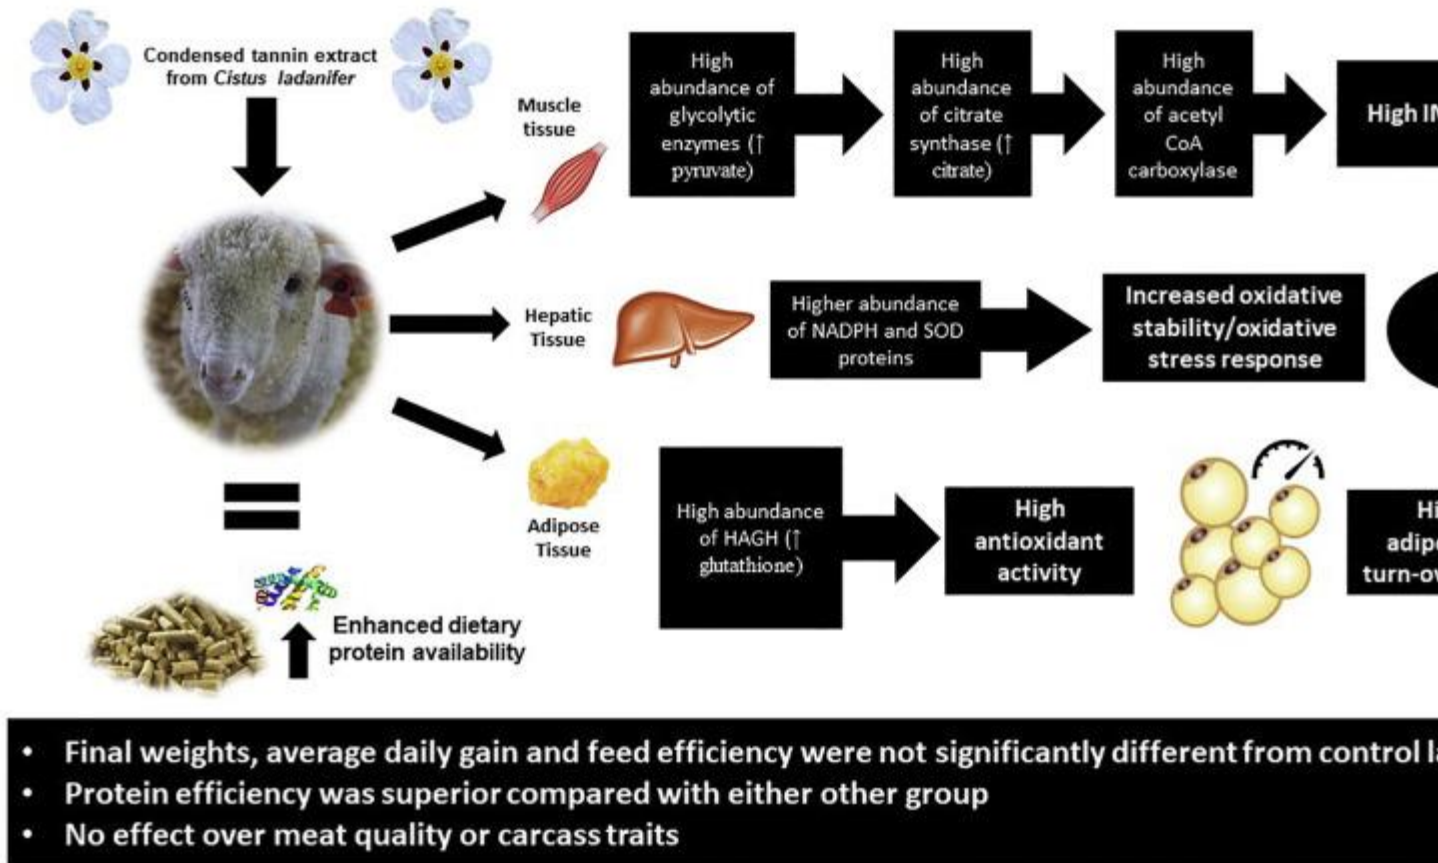 Condensed tannin extract
from Cistus ladanifer
Muscle
tissue
High
abundance of
glycolytic
enzymes (↑
pyruvate)
High
abundance
of citrate
synthase (↑
citrate)
High
abundance
of acetyl
CoA
carboxylase
High
Hepatic
Tissue
Higher abundance
of NADPH and SOD
proteins
Increased oxidative
stability/oxidative
stress response
Adipose
Tissue
High abundance
of HAGH (↑
glutathione)
High
antioxidant
activity
Enhanced dietary
protein availability
• Final weights, average daily gain and feed efficiency were not significantly different from control
• Protein efficiency was superior compared with either other group
• No effect over meat quality or carcass traits